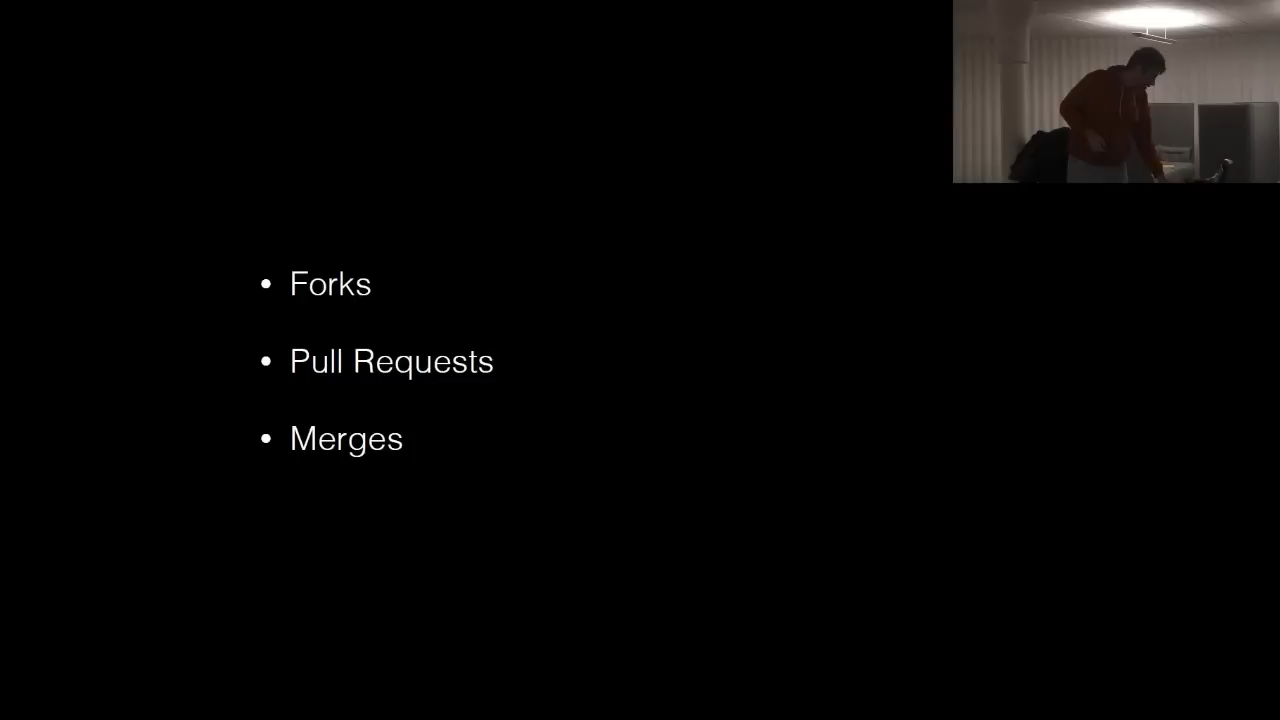 • Forks
• Pull Requests
• Merges